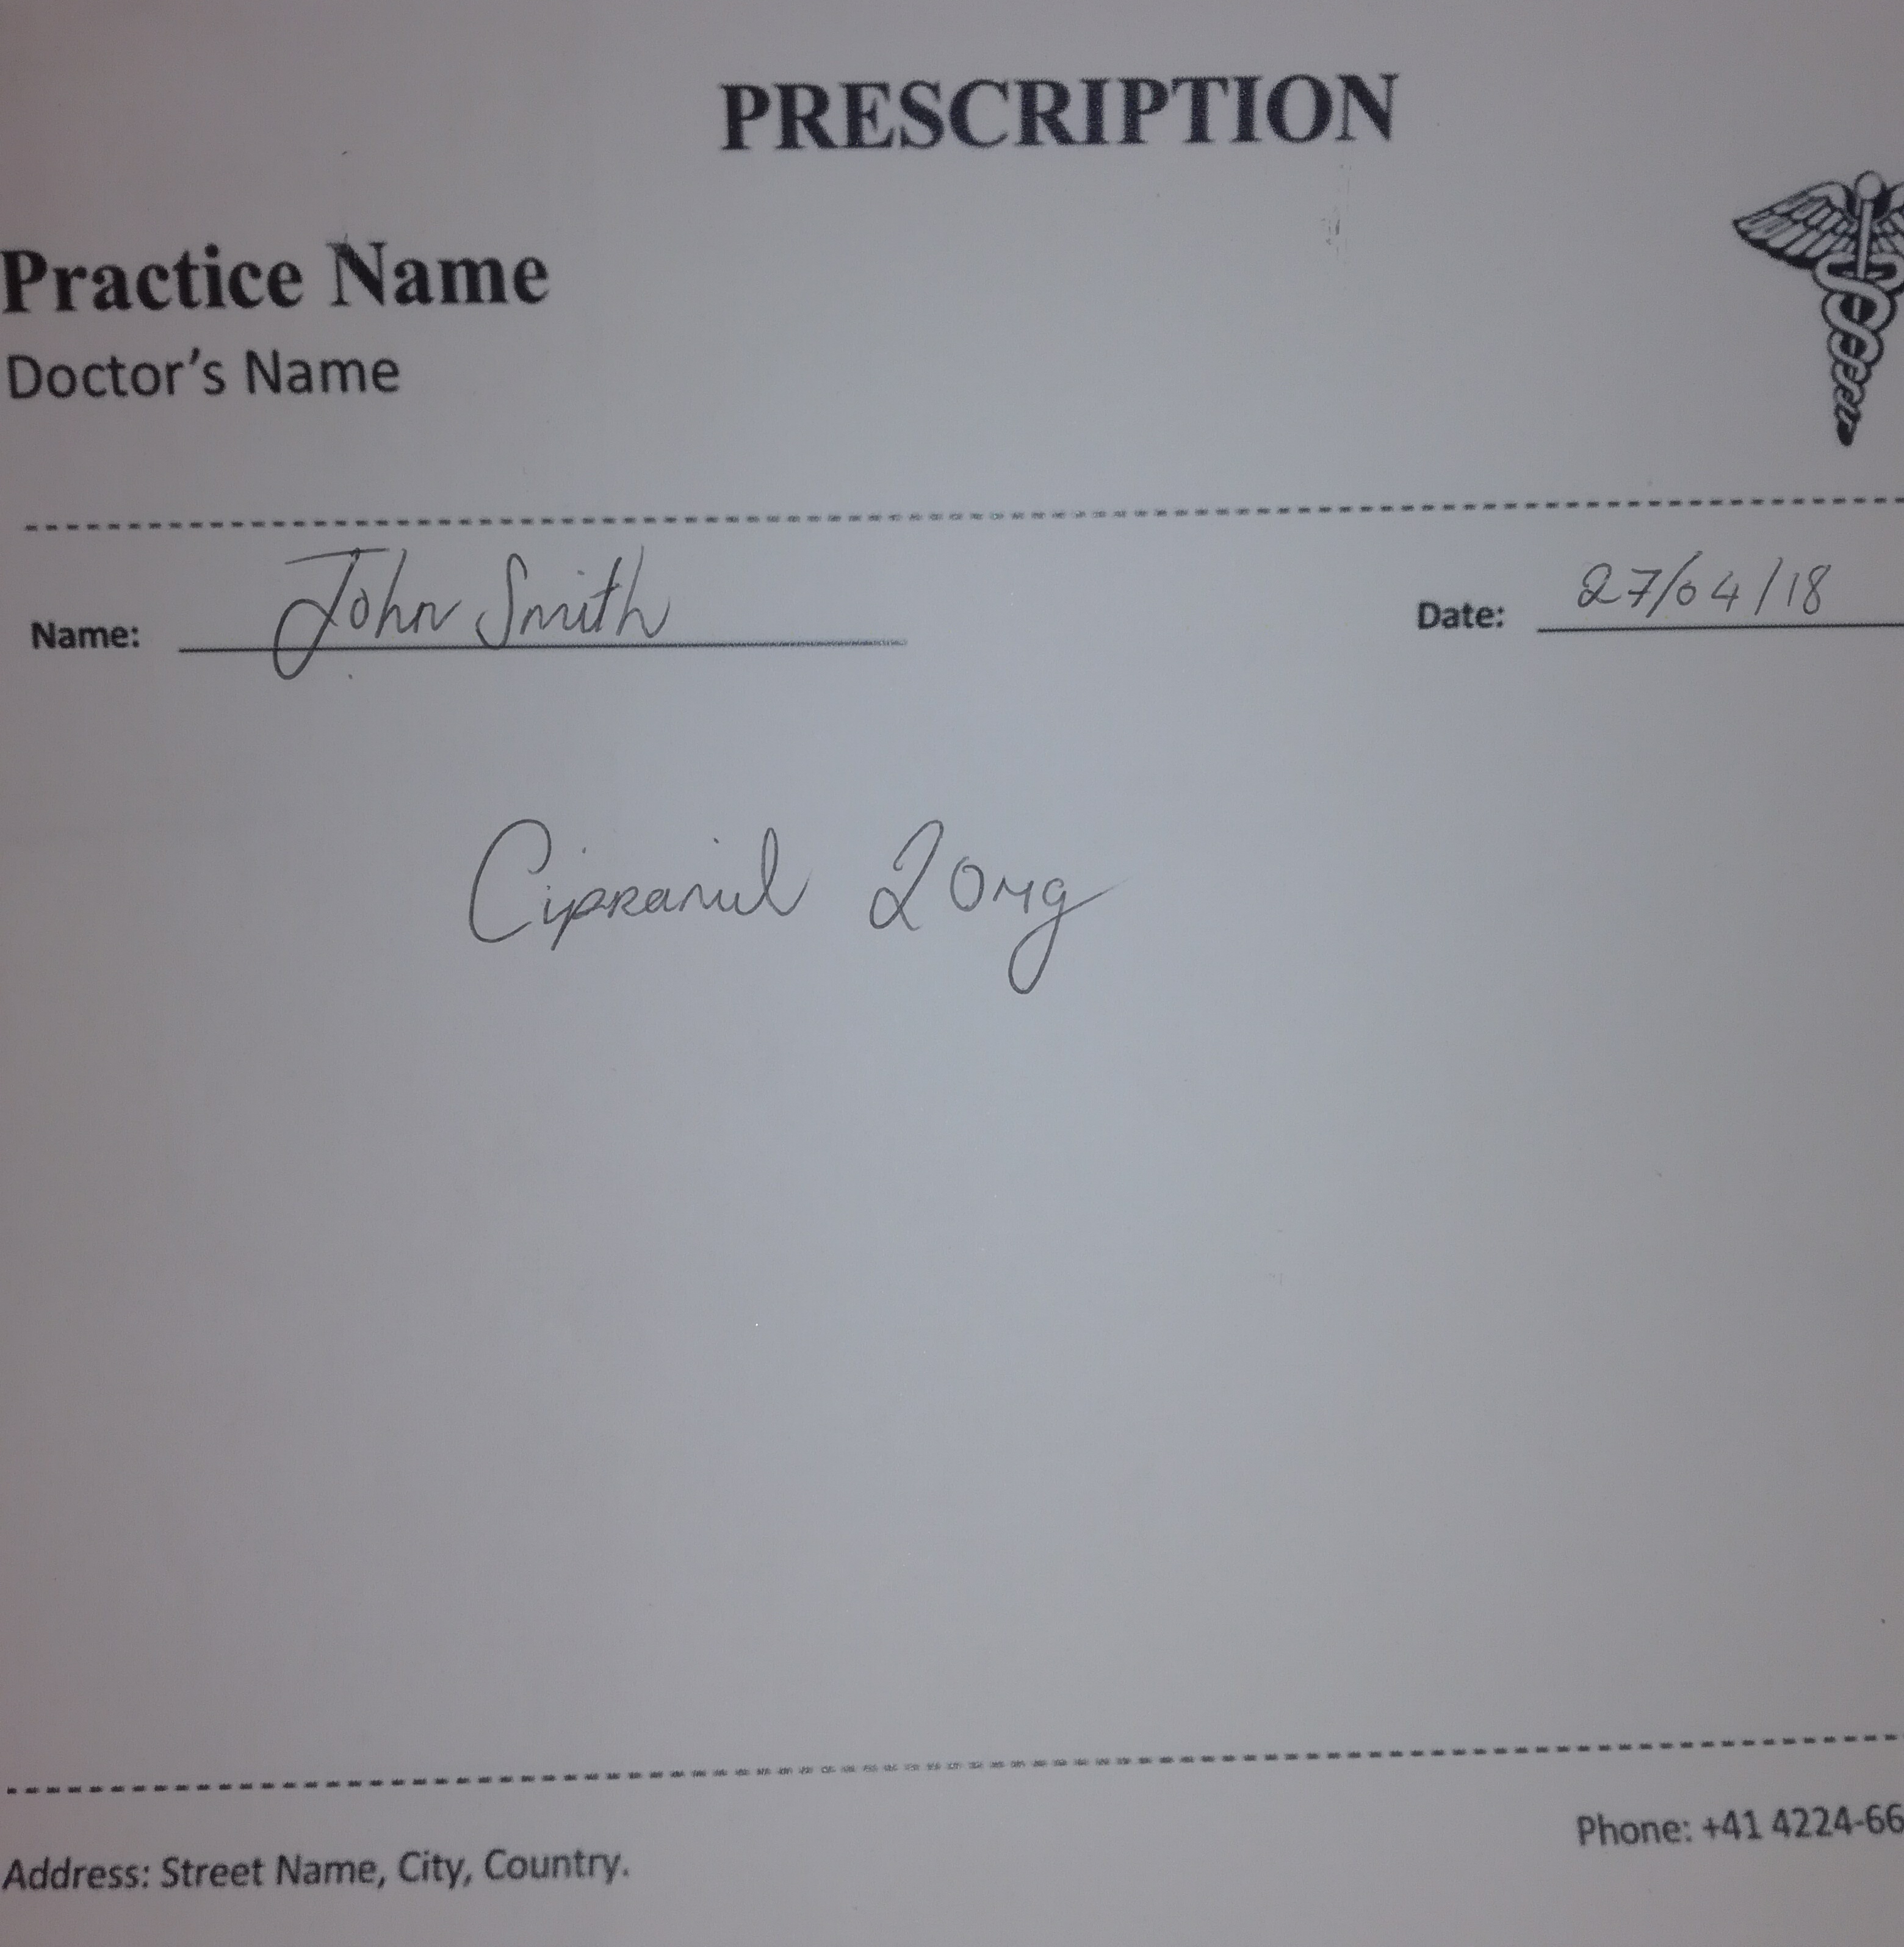 PRESCRIPTION
Practice Name
Doctor's Name
Name: John Smith Date: 27/04/18
Cipranil 20mg
Phone: +41 4224-66
Address: Street Name, City, Country.